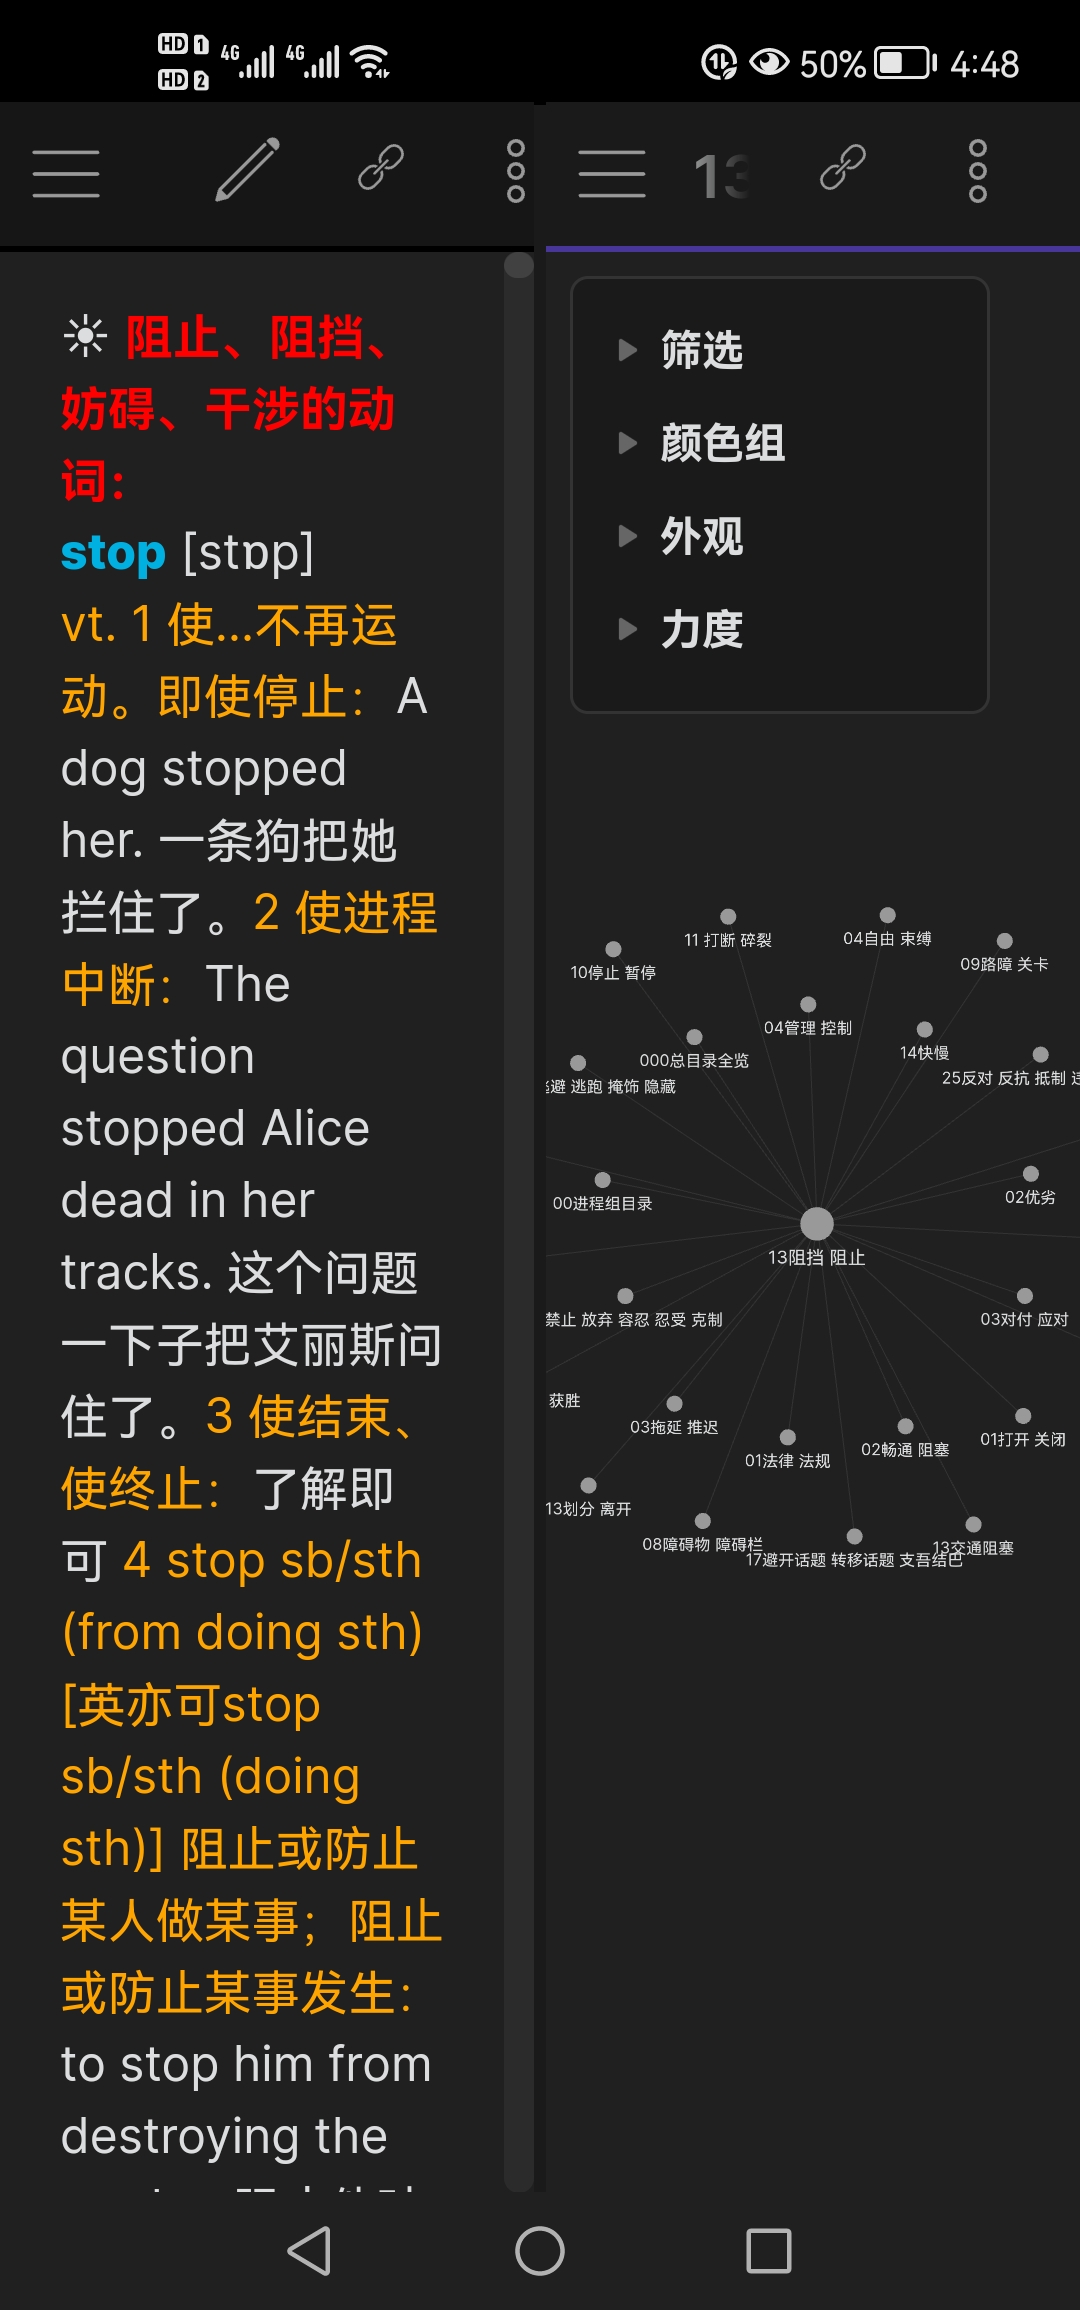 HD 1
HD 2
4G
4G
50%
4:48
☀ 阻止、阻挡、
妨碍、干涉的动
词：
stop [stɒp]
vt. 1 使...不再运
动。即使停止：A
dog stopped
her. 一条狗把她
拦住了。2 使进程
中断：The
question
stopped Alice
dead in her
tracks. 这个问题
一下子把艾丽斯问
住了。3 使结束、
使终止：了解即
可 4 stop sb/sth
(from doing sth)
[英亦可stop
sb/sth (doing
sth)] 阻止或防止
某人做某事；阻止
或防止某事发生：
to stop him from
destroying the
13
筛选
颜色组
外观
力度
11 打断 碎裂
04自由 束缚
09路障 关卡
10停止 暂停
04管理 控制
14快慢
000总目录全览
25反对 反抗 抵制
避 逃跑 掩饰 隐藏
00进程组目录
02优劣
13阻挡 阻止
禁止 放弃 容忍 忍受 克制
03对付 应对
获胜
03拖延 推迟
01打开 关闭
02畅通 阻塞
01法律 法规
13划分 离开
08障碍物 障碍栏
13交通阻塞
17避开话题 转移话题 支吾结巴